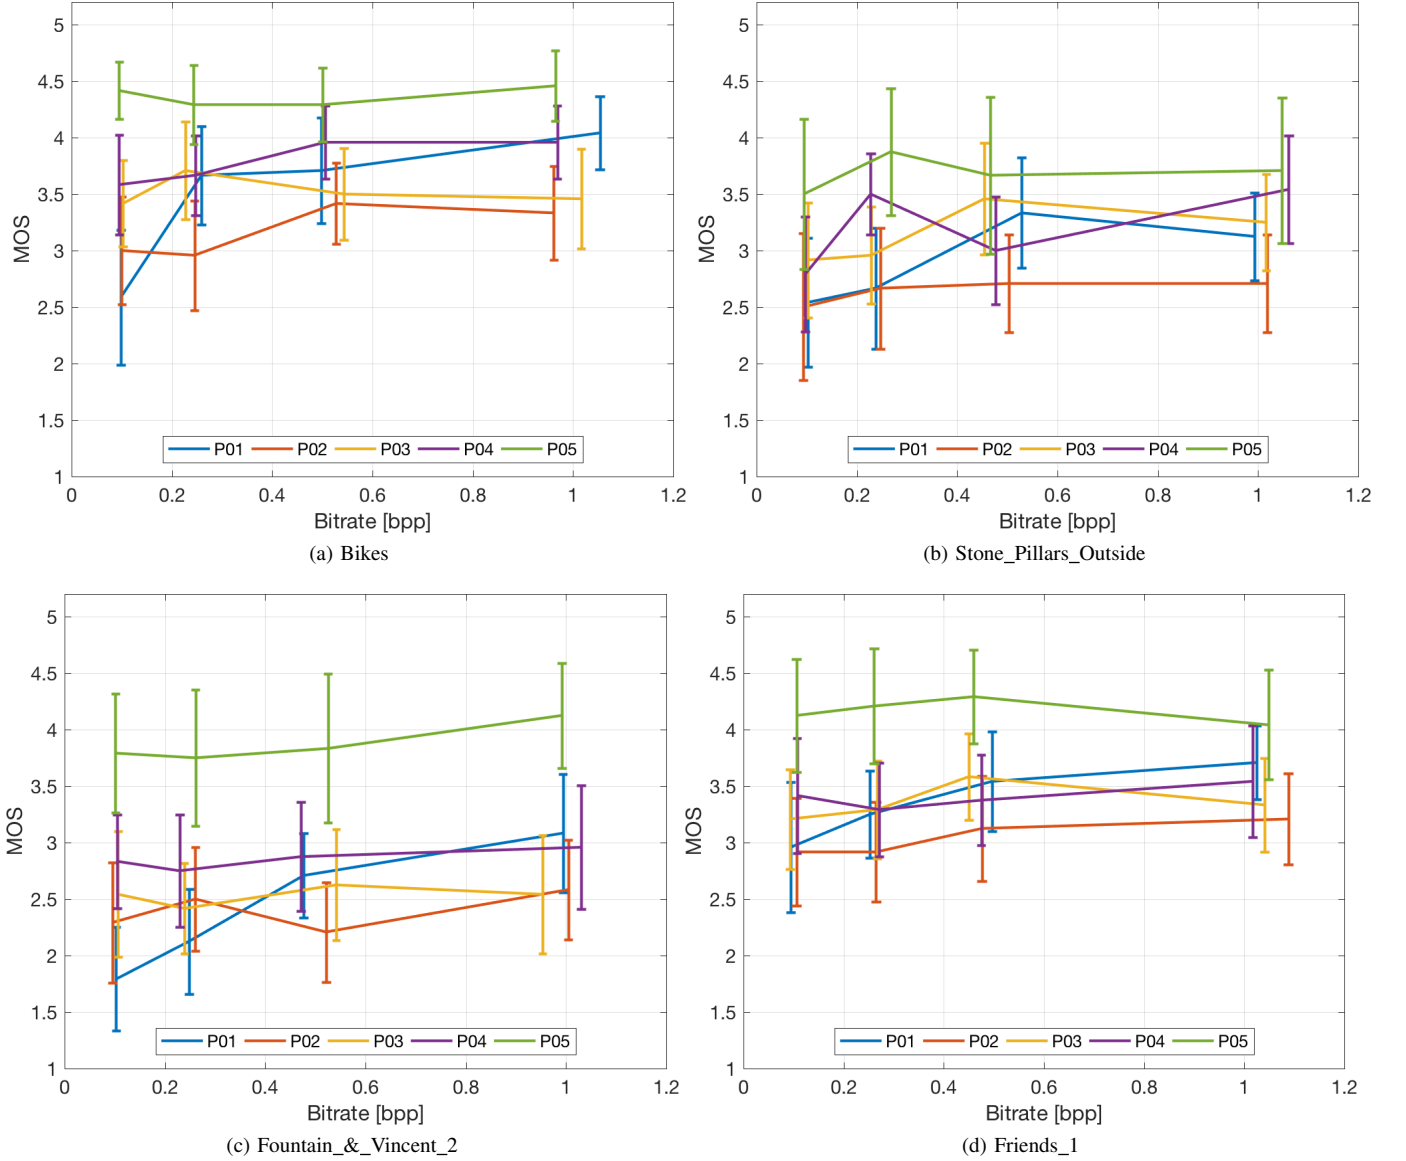 5
4.5
4
3.5
3
2.5
2
1.5
1
MOS
P01 P02 P03 P04 P05
0 0.2 0.4 0.6 0.8 1 1.2
Bitrate [bpp]
(a) Bikes
5
4.5
4
3.5
3
2.5
2
1.5
1
MOS
P01 P02 P03 P04 P05
0 0.2 0.4 0.6 0.8 1 1.2
Bitrate [bpp]
(b) Stone_Pillars_Outside
5
4.5
4
3.5
3
2.5
2
1.5
1
MOS
P01 P02 P03 P04 P05
0 0.2 0.4 0.6 0.8 1 1.2
Bitrate [bpp]
(c) Fountain_&_Vincent_2
5
4.5
4
3.5
3
2.5
2
1.5
1
MOS
P01 P02 P03 P04 P05
0 0.2 0.4 0.6 0.8 1 1.2
Bitrate [bpp]
(d) Friends_1